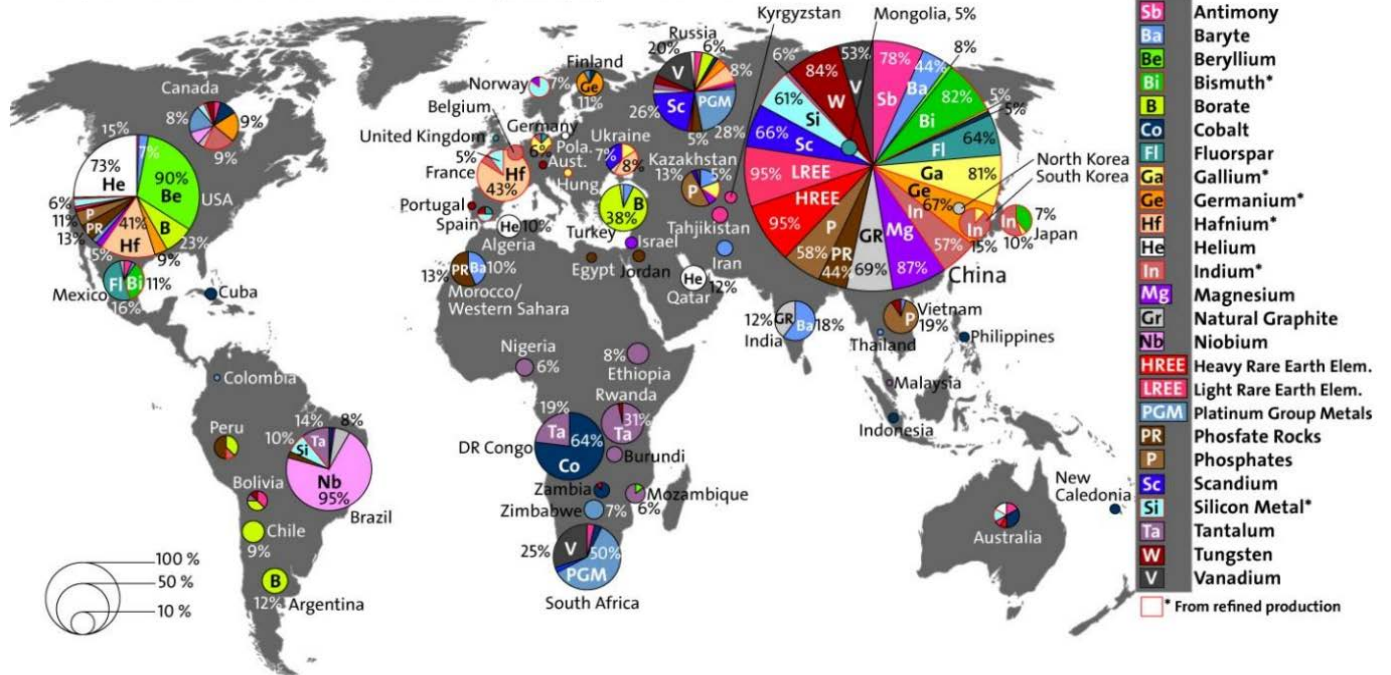 Kyrgyzstan
Mongolia, 5%
Russia
20%
6%
V
8%
Sc
PGM
26%
28%
5%
Finland
Ge
11%
Norway
7%
Belgium
Germany
6%
United Kingdom
Pola.
Aust.
Hung.
5%
France
Hf
43%
Ukraine
7%
8%
Kazakhstan
13%
5%
P
Portugal
Spain
He
10%
Algeria
B
38%
Turkey
Tahjikistan
Israel
Jordan
Egypt
Iran
He
12%
Qatar
PR
Ba
13%
10%
Morocco/
Western Sahara
Canada
8%
9%
9%
15%
7%
73%
He
90%
Be
USA
6%
11%
P
PR
13%
41%
Hf
B
23%
5%
9%
Fl
Bi
11%
Mexico
16%
Cuba
6%
53%
78%
44%
8%
84%
W
V
Sb
Ba
82%
Bi
5%
5%
61%
Si
66%
Sc
64%
Fl
95%
LREE
Ga
81%
HREE
95%
Ge
67%
In
57%
P
58%
PR
44%
GR
69%
Mg
87%
China
North Korea
South Korea
In
15%
In
7%
10%
Japan
12%
GR
Ba
18%
India
P
Vietnam
19%
Thailand
Philippines
Malaysia
Indonesia
Nigeria
6%
8%
Ethiopia
Rwanda
31%
Ta
19%
Ta
64%
Co
DR Congo
Burundi
Zambia
Mozambique
6%
Zimbabwe
7%
25%
V
50%
PGM
South Africa
Colombia
Peru
14%
8%
10%
Ta
Si
Nb
95%
Brazil
Bolivia
Chile
9%
B
12%
Argentina
New
Caledonia
Australia
100 %
50 %
10 %
Sb Antimony
Ba Baryte
Be Beryllium
Bi Bismuth*
B Borate
Co Cobalt
Fl Fluorspar
Ga Gallium*
Ge Germanium*
Hf Hafnium*
He Helium
In Indium*
Mg Magnesium
Gr Natural Graphite
Nb Niobium
HREE Heavy Rare Earth Elem.
LREE Light Rare Earth Elem.
PGM Platinum Group Metals
PR Phosfate Rocks
P Phosphates
Sc Scandium
Si Silicon Metal*
Ta Tantalum
W Tungsten
V Vanadium
* From refined production